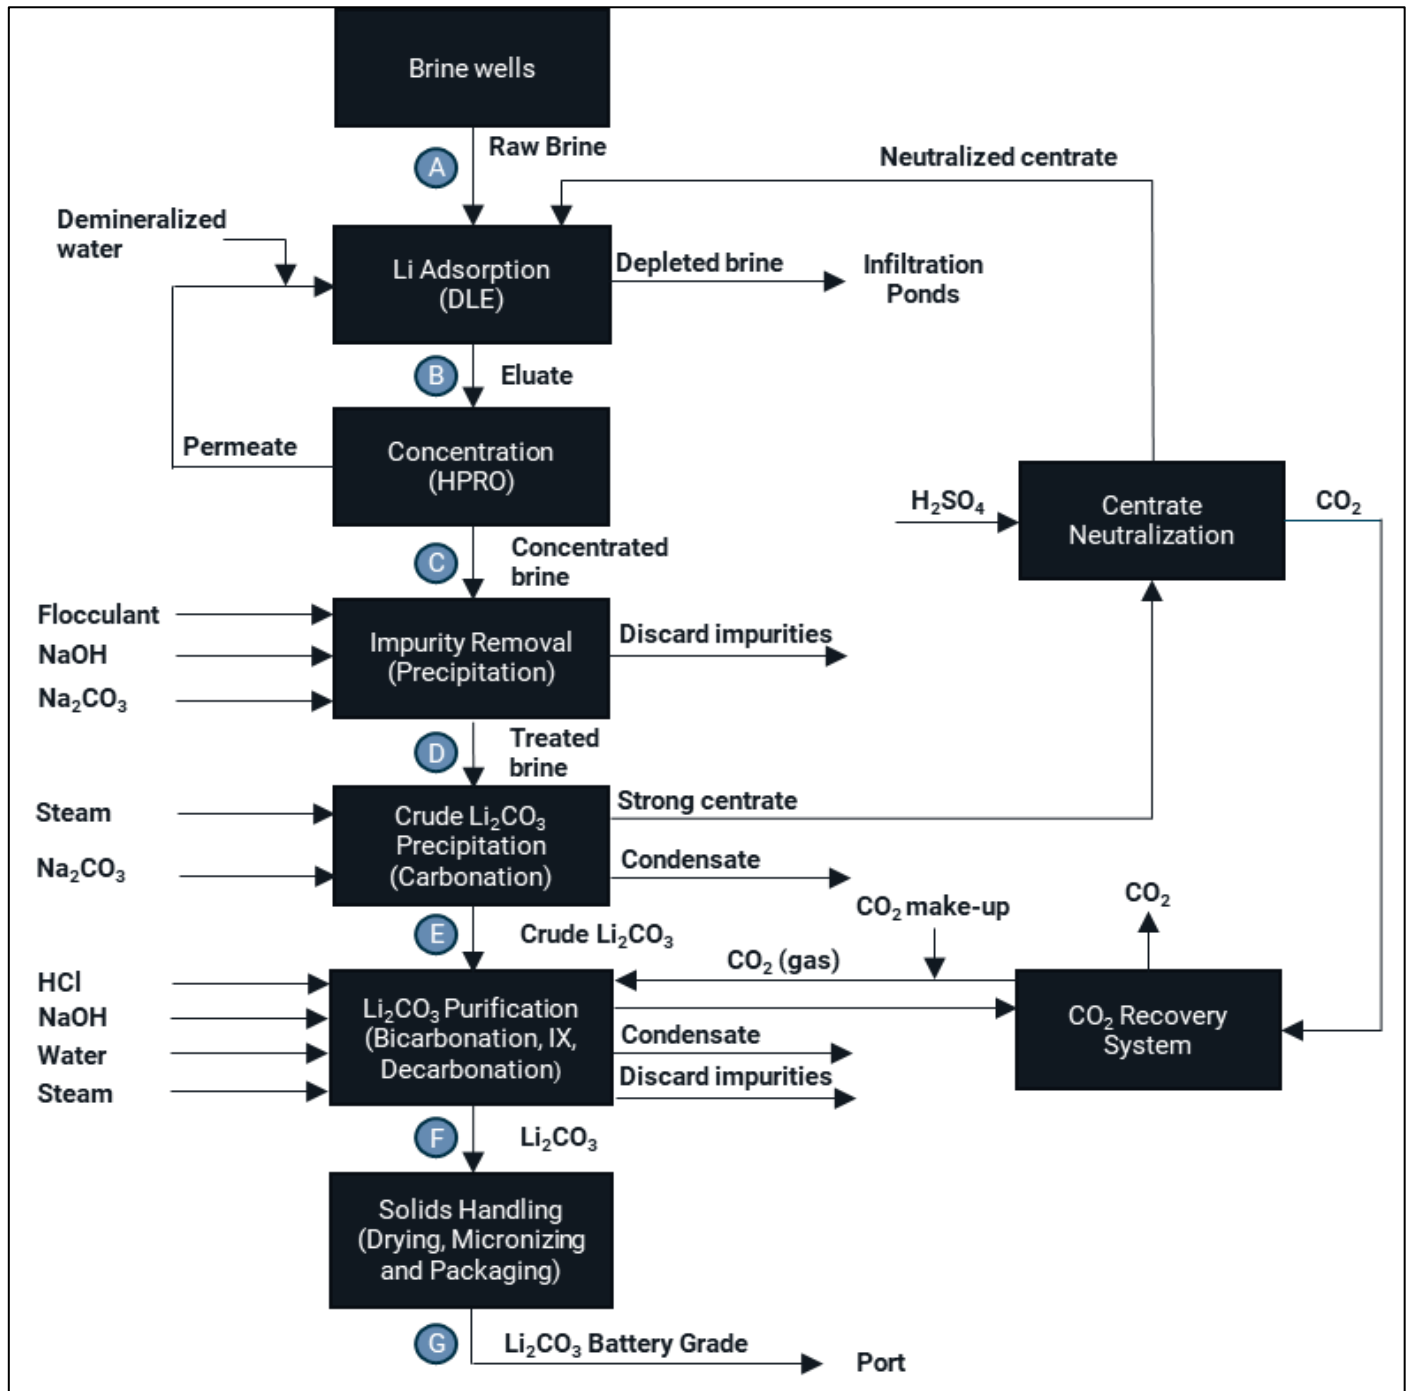 Brine wells
A
Raw Brine
Neutralized centrate
Demineralized
water
Li Adsorption
(DLE)
Depleted brine
Infiltration
Ponds
B
Eluate
Permeate
Concentration
(HPRO)
H₂SO₄
Centrate
Neutralization
CO₂
C
Concentrated
brine
Flocculant
NaOH
Na₂CO₃
Impurity Removal
(Precipitation)
Discard impurities
D
Treated
brine
Steam
Na₂CO₃
Crude Li₂CO₃
Precipitation
(Carbonation)
Strong centrate
Condensate
CO₂ make-up
CO₂
E
Crude Li₂CO₃
CO₂ (gas)
HCl
NaOH
Water
Steam
Li₂CO₃ Purification
(Bicarbonation, IX,
Decarbonation)
Condensate
Discard impurities
CO₂ Recovery
System
F
Li₂CO₃
Solids Handling
(Drying, Micronizing
and Packaging)
G
Li₂CO₃ Battery Grade
Port